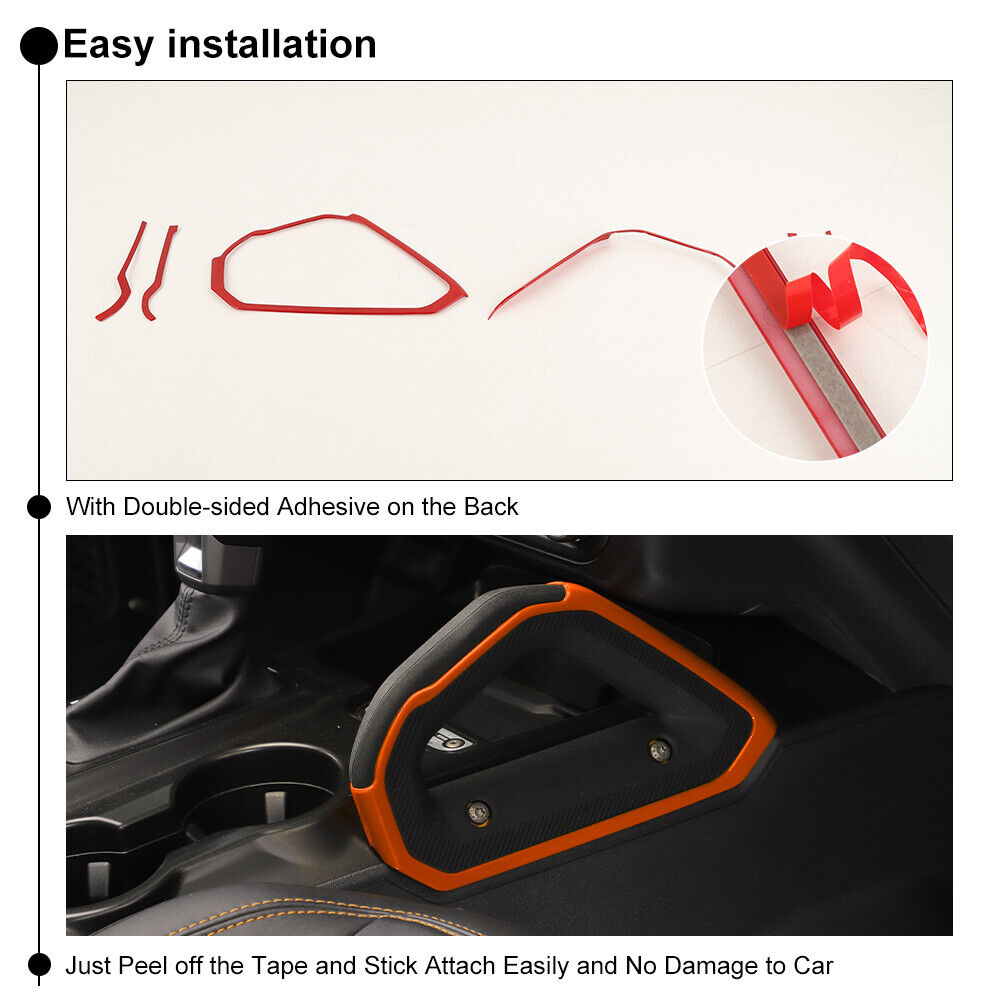 Easy installation
With Double-sided Adhesive on the Back
Just Peel off the Tape and Stick Attach Easily and No Damage to Car